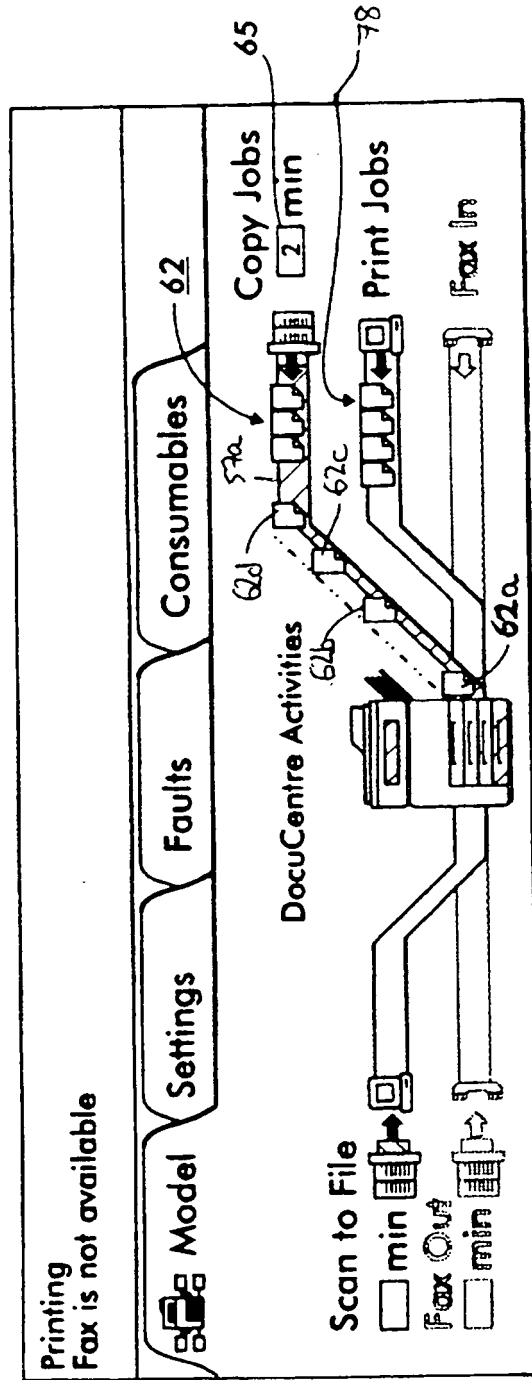 Printing
Fax is not available
Model
Settings
Faults
Consumables
62
65
78
57a
62d
62c
62b
62a
Copy Jobs
2 min
Print Jobs
DocuCentre Activities
Fax In
Scan to File
min
Fax Out
min